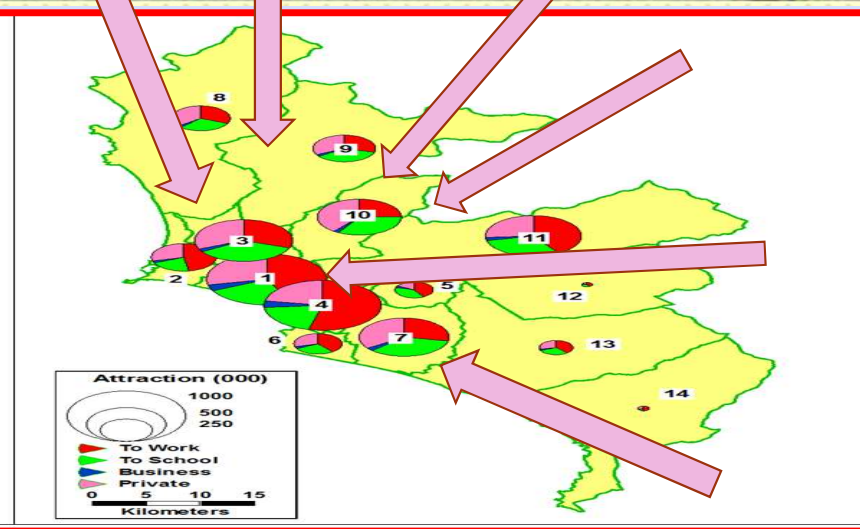 8
9
10
3
11
2
1
5
12
4
6
7
13
14
Attraction (000)
1000
500
250
To Work
To School
Business
Private
0 5 10 15
Kilometers